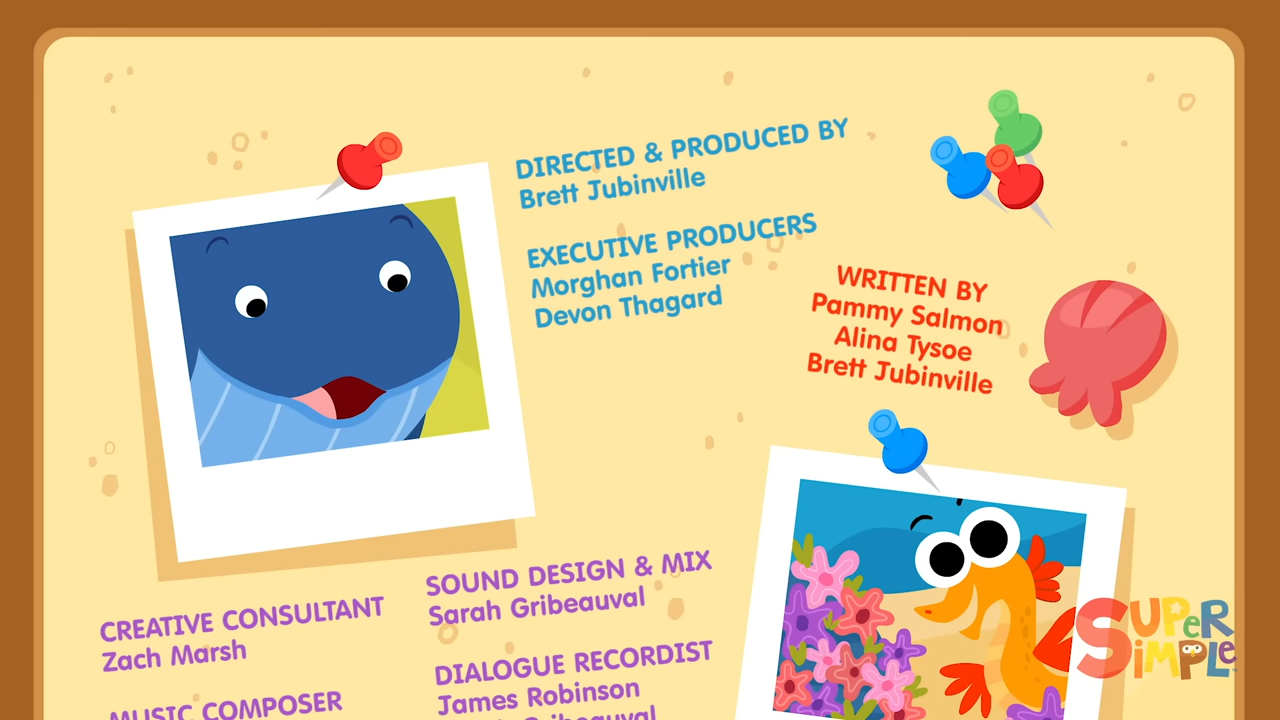 DIRECTED & PRODUCED BY
Brett Jubinville
EXECUTIVE PRODUCERS
Morghan Fortier
Devon Thagard
WRITTEN BY
Pammy Salmon
Alina Tysoe
Brett Jubinville
SOUND DESIGN & MIX
Sarah Gribeauval
CREATIVE CONSULTANT
Zach Marsh
DIALOGUE RECORDIST
James Robinson
Gribeauval
MUSIC COMPOSER
SUPER
SiMPLE